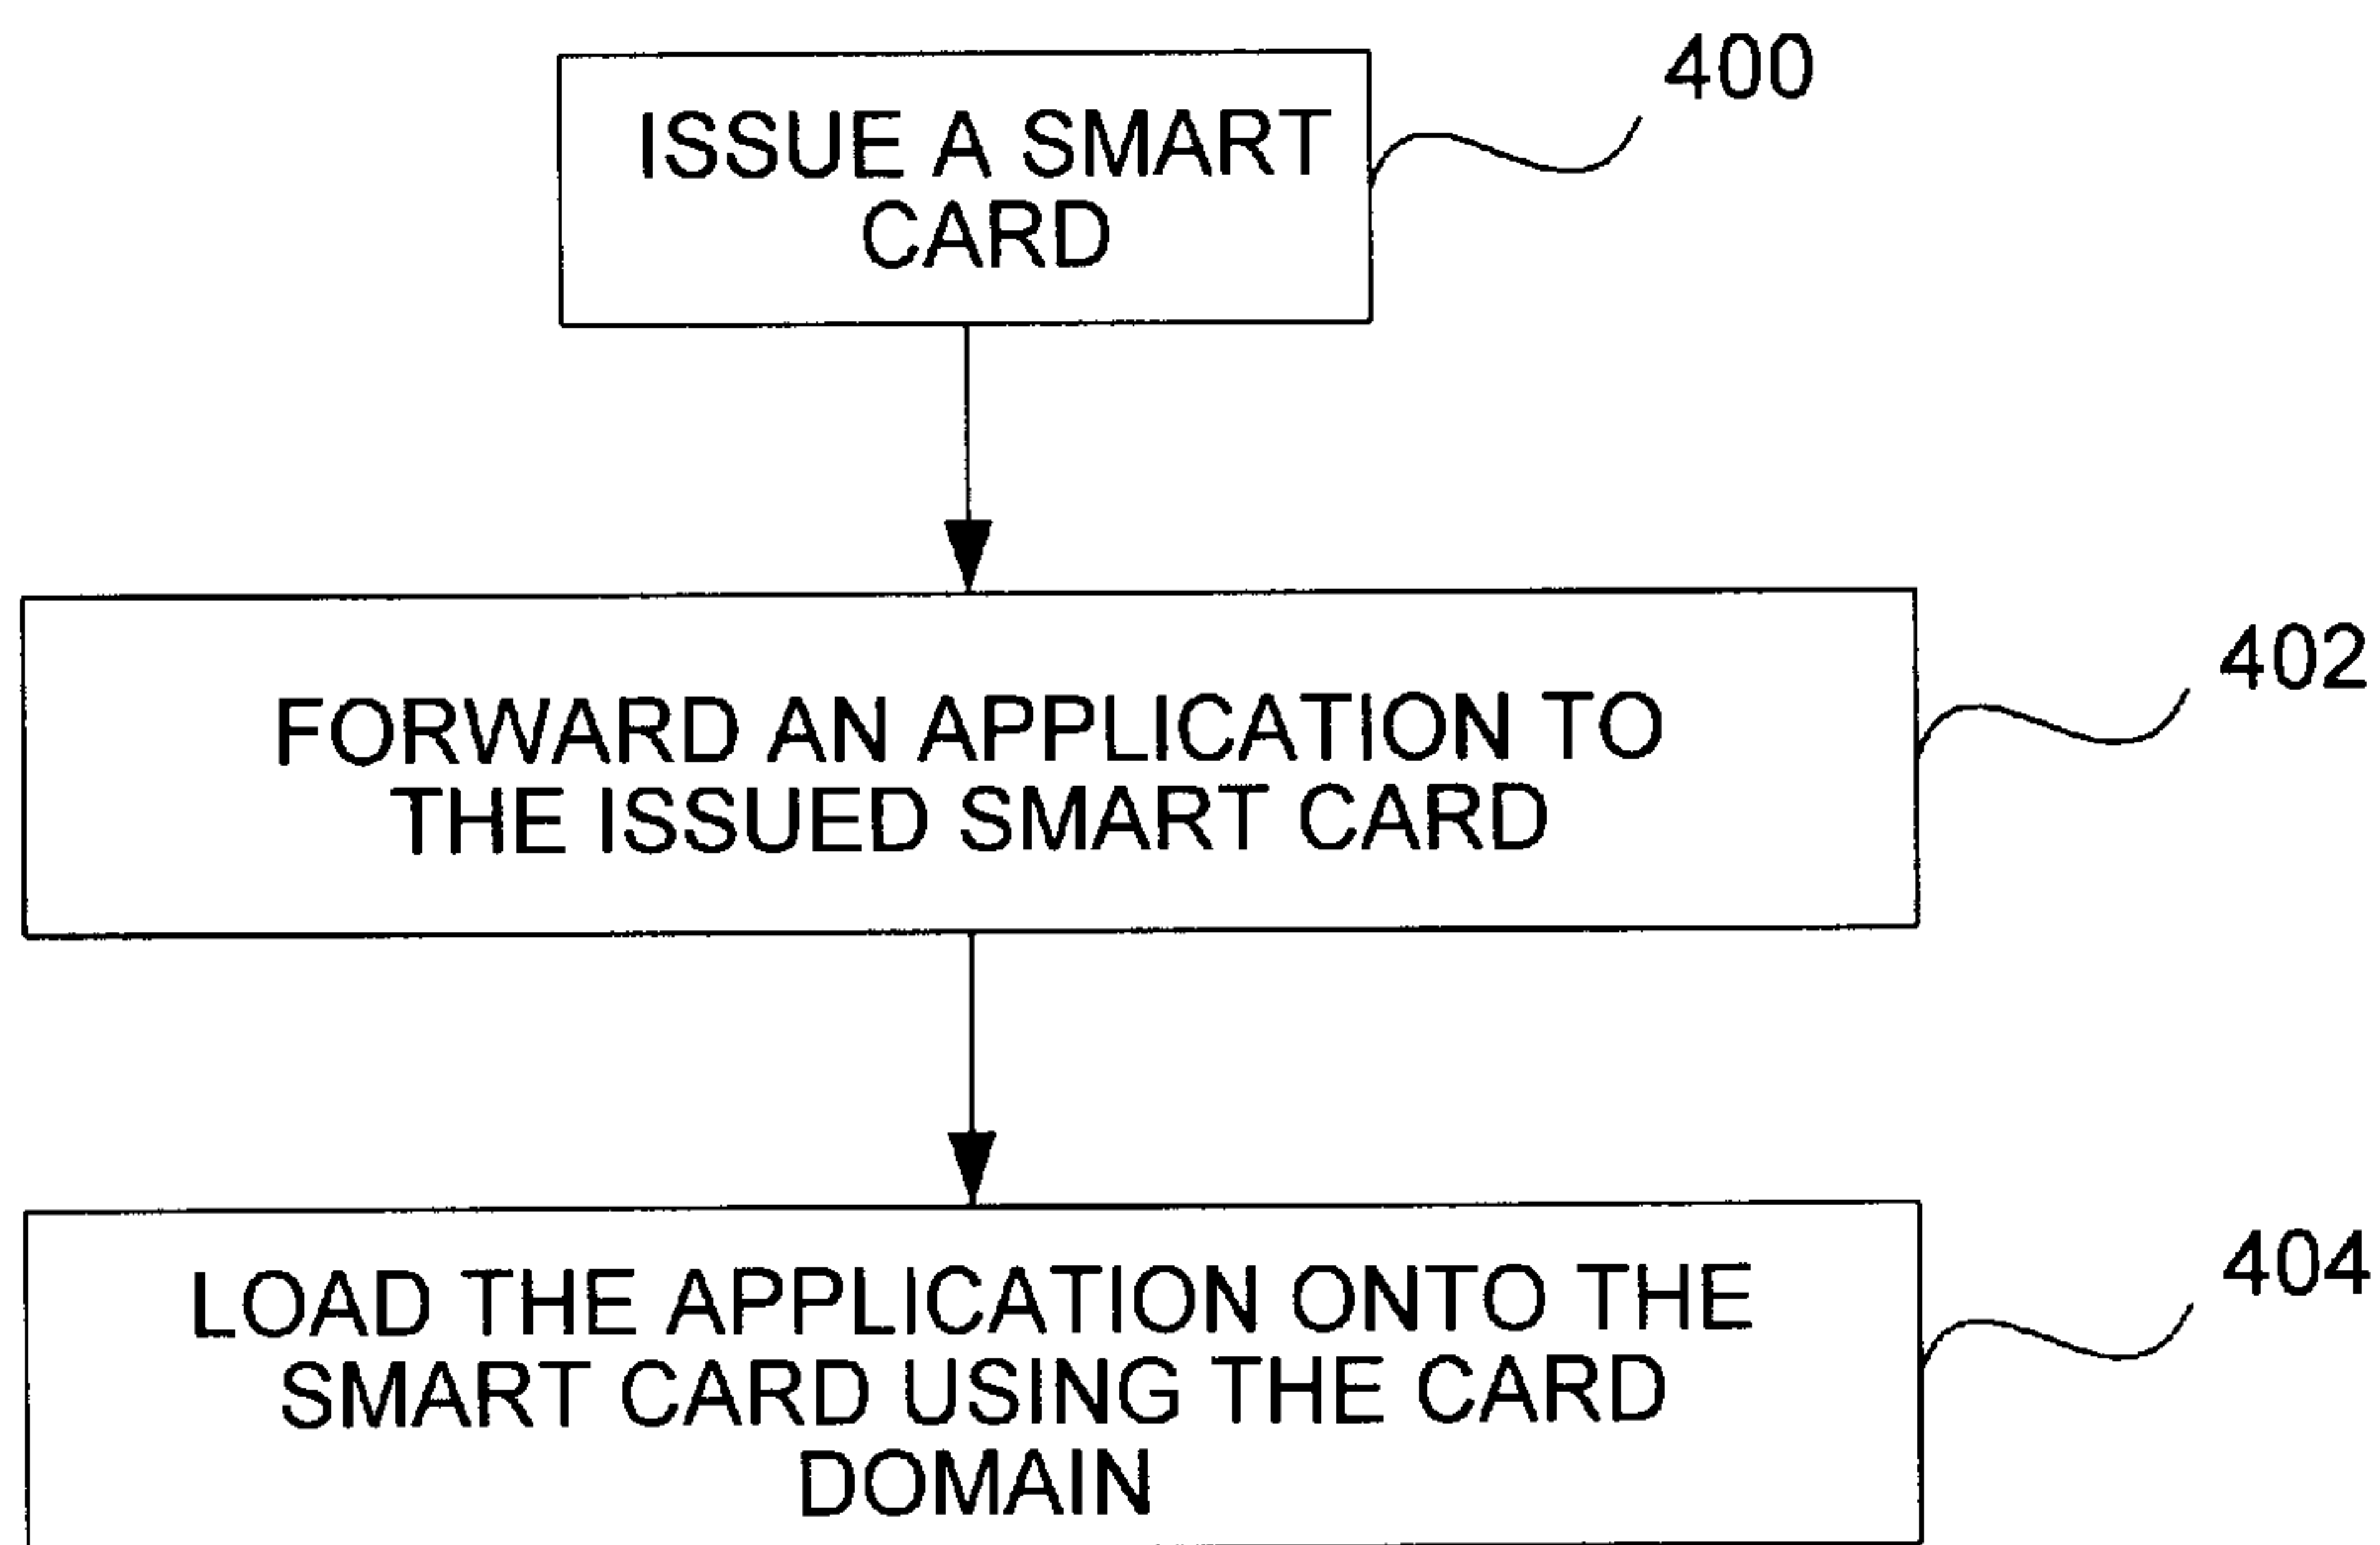 400
ISSUE A SMART
CARD
402
FORWARD AN APPLICATION TO
THE ISSUED SMART CARD
404
LOAD THE APPLICATION ONTO THE
SMART CARD USING THE CARD
DOMAIN